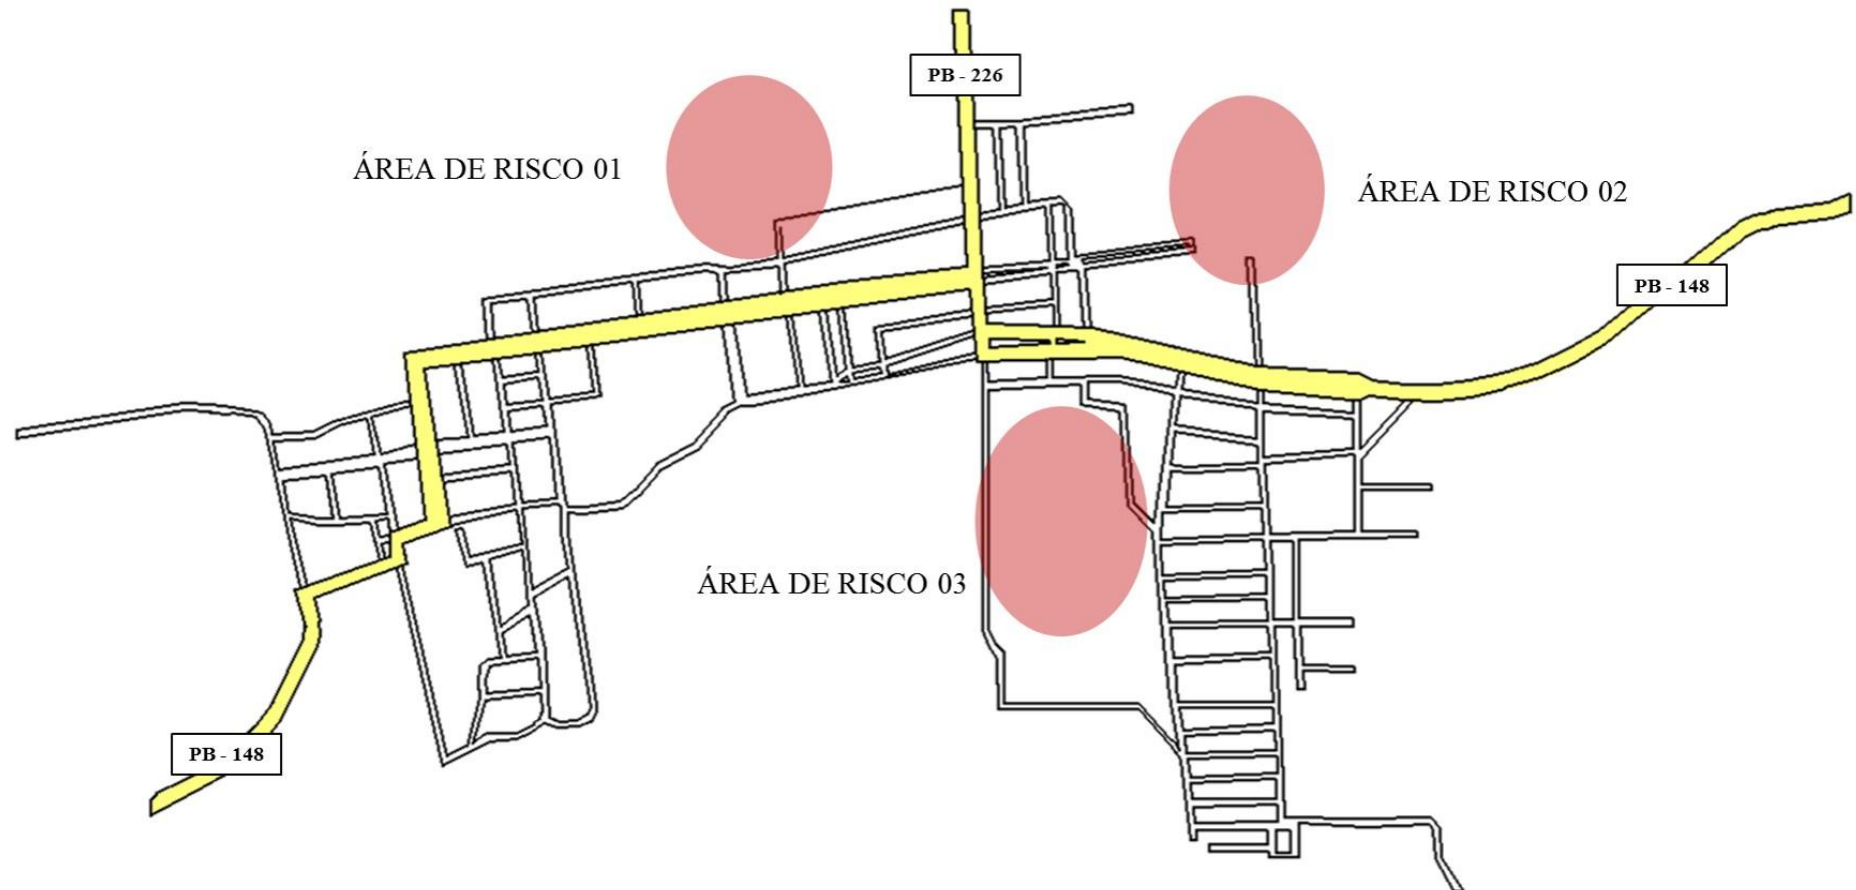 PB - 226
ÁREA DE RISCO 01
ÁREA DE RISCO 02
PB - 148
ÁREA DE RISCO 03
PB - 148